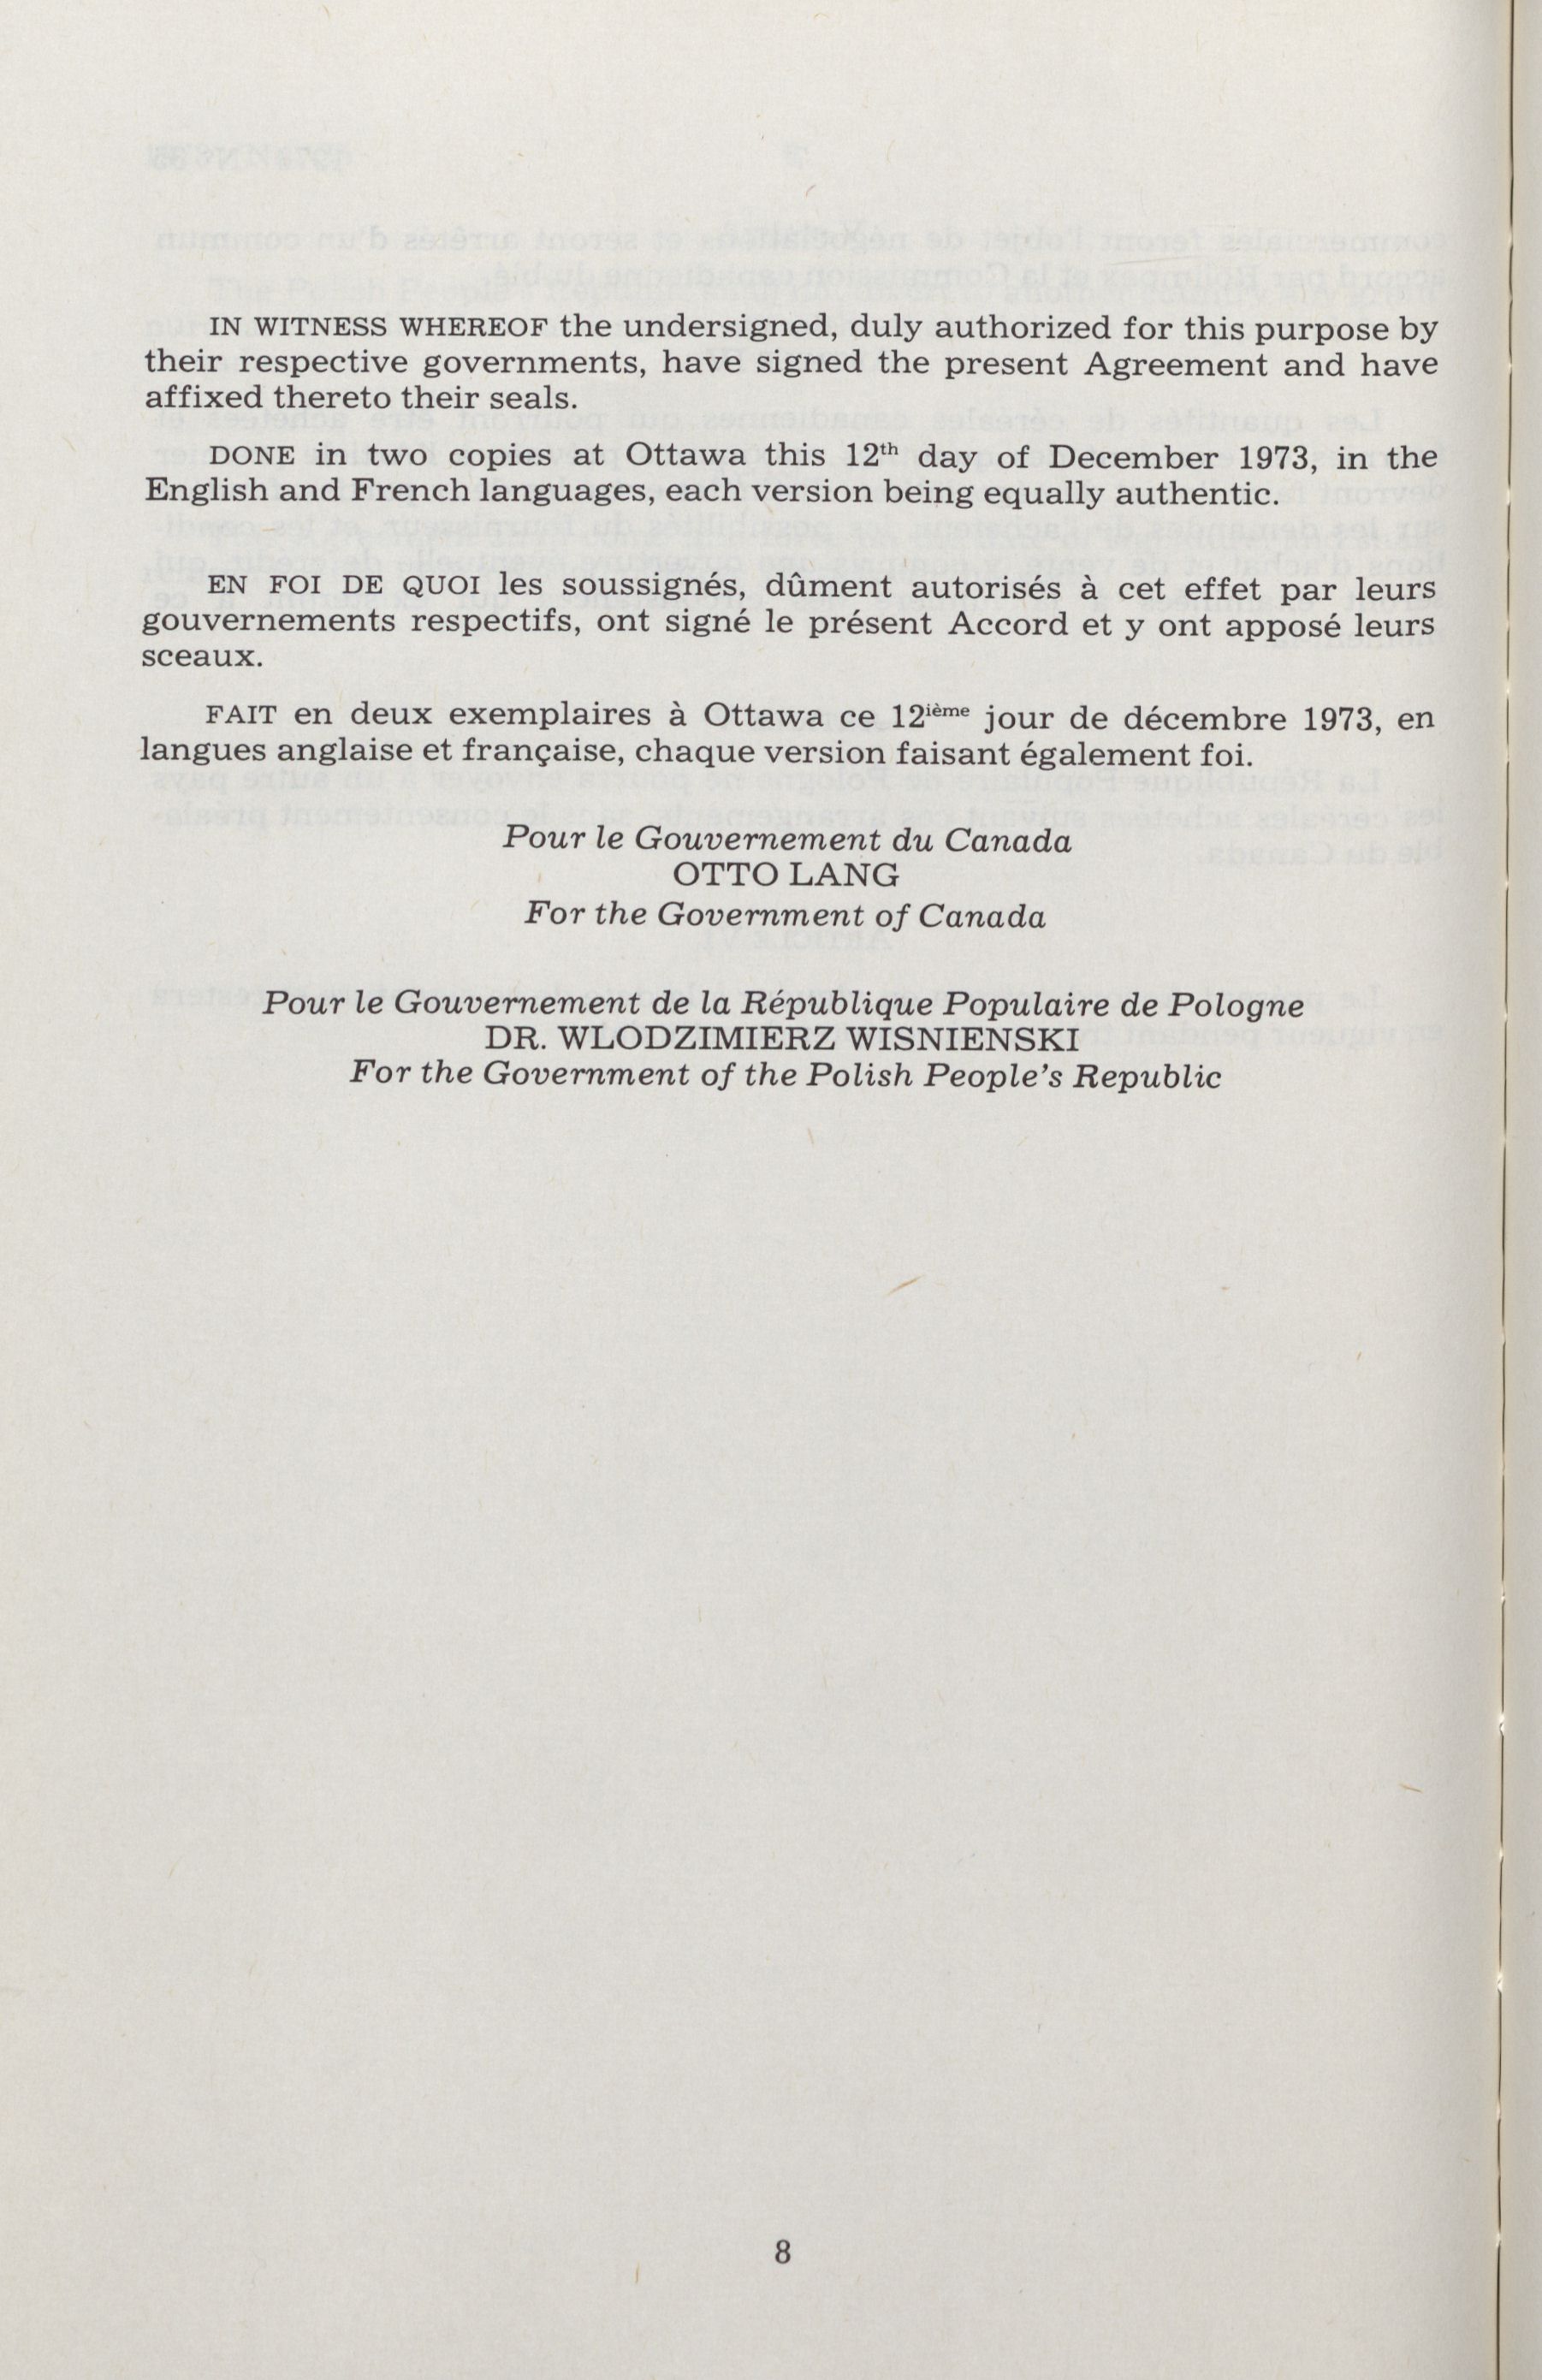 IN WITNESS WHEREOF the undersigned, duly authorized for this purpose by
their respective governments, have signed the present Agreement and have
affixed thereto their seals.
DONE in two copies at Ottawa this 12th day of December 1973, in the
English and French languages, each version being equally authentic.
EN FOI DE QUOI les soussignés, dûment autorisés à cet effet par leurs
gouvernements respectifs, ont signé le présent Accord et y ont apposé leurs
sceaux.
FAIT en deux exemplaires à Ottawa ce 12ième jour de décembre 1973, en
langues anglaise et française, chaque version faisant également foi.
Pour le Gouvernement du Canada
OTTO LANG
For the Government of Canada
Pour le Gouvernement de la République Populaire de Pologne
DR. WLODZIMIERZ WISNIENSKI
For the Government of the Polish People's Republic
8